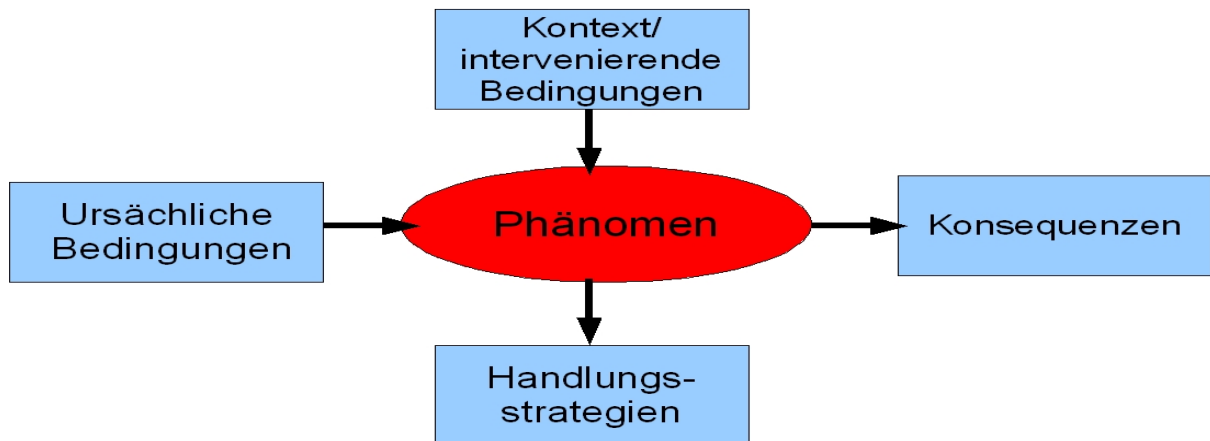 Kontext/
intervenierende
Bedingungen
Ursächliche
Bedingungen
Phänomen
Konsequenzen
Handlungs-
strategien